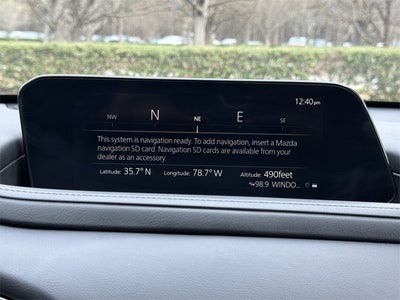 12:40pm
NW N NE E SE
This system is navigation ready. To add navigation, insert a Mazda
navigation SD card. Navigation SD cards are available from your
dealer as an accessory.
Latitude: 35.7° N Longitude: 78.7° W Altitude: 490feet
98.9 WINDO...